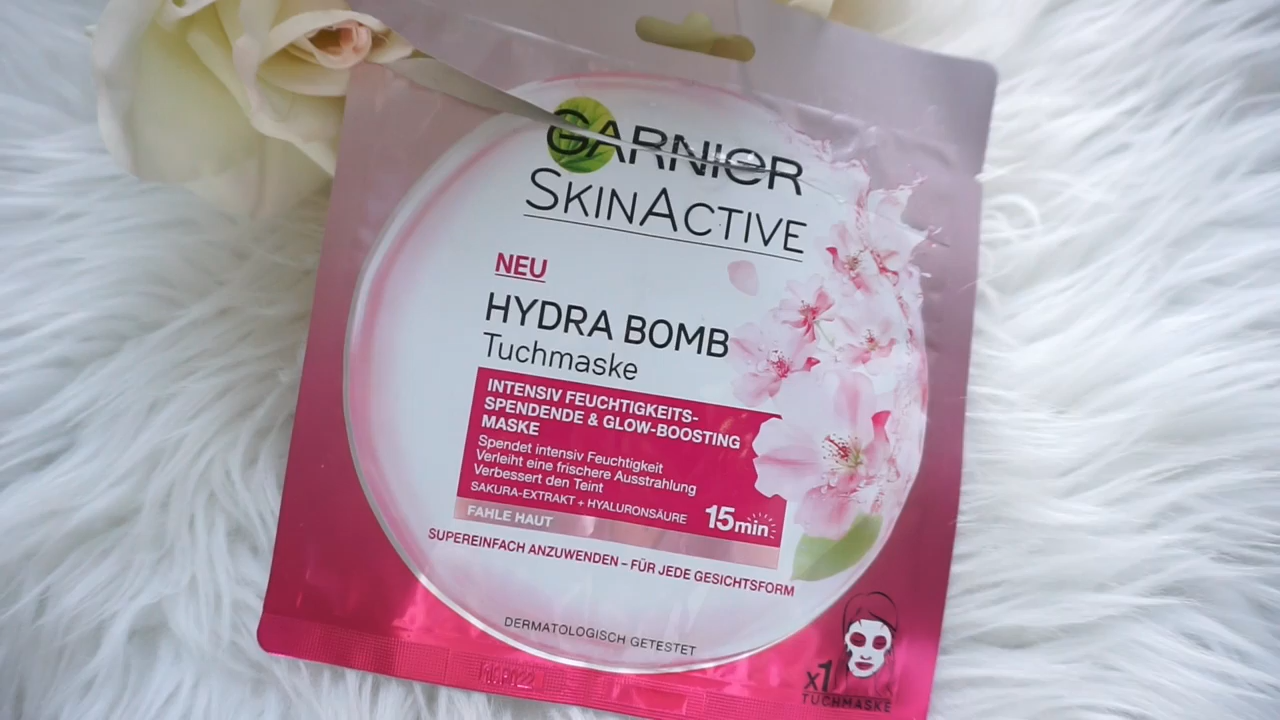 GARNIER
SKINACTIVE
NEU
HYDRA BOMB
Tuchmaske
INTENSIV FEUCHTIGKEITS-
SPENDENDE & GLOW-BOOSTING
MASKE
Spendet intensiv Feuchtigkeit
Verleiht eine frischere Ausstrahlung
Verbessert den Teint
SAKURA-EXTRAKT + HYALURONSÄURE
15min
FAHLE HAUT
SUPEREINFACH ANZUWENDEN – FÜR JEDE GESICHTSFORM
DERMATOLOGISCH GETESTET
x1
TUCHMASKE